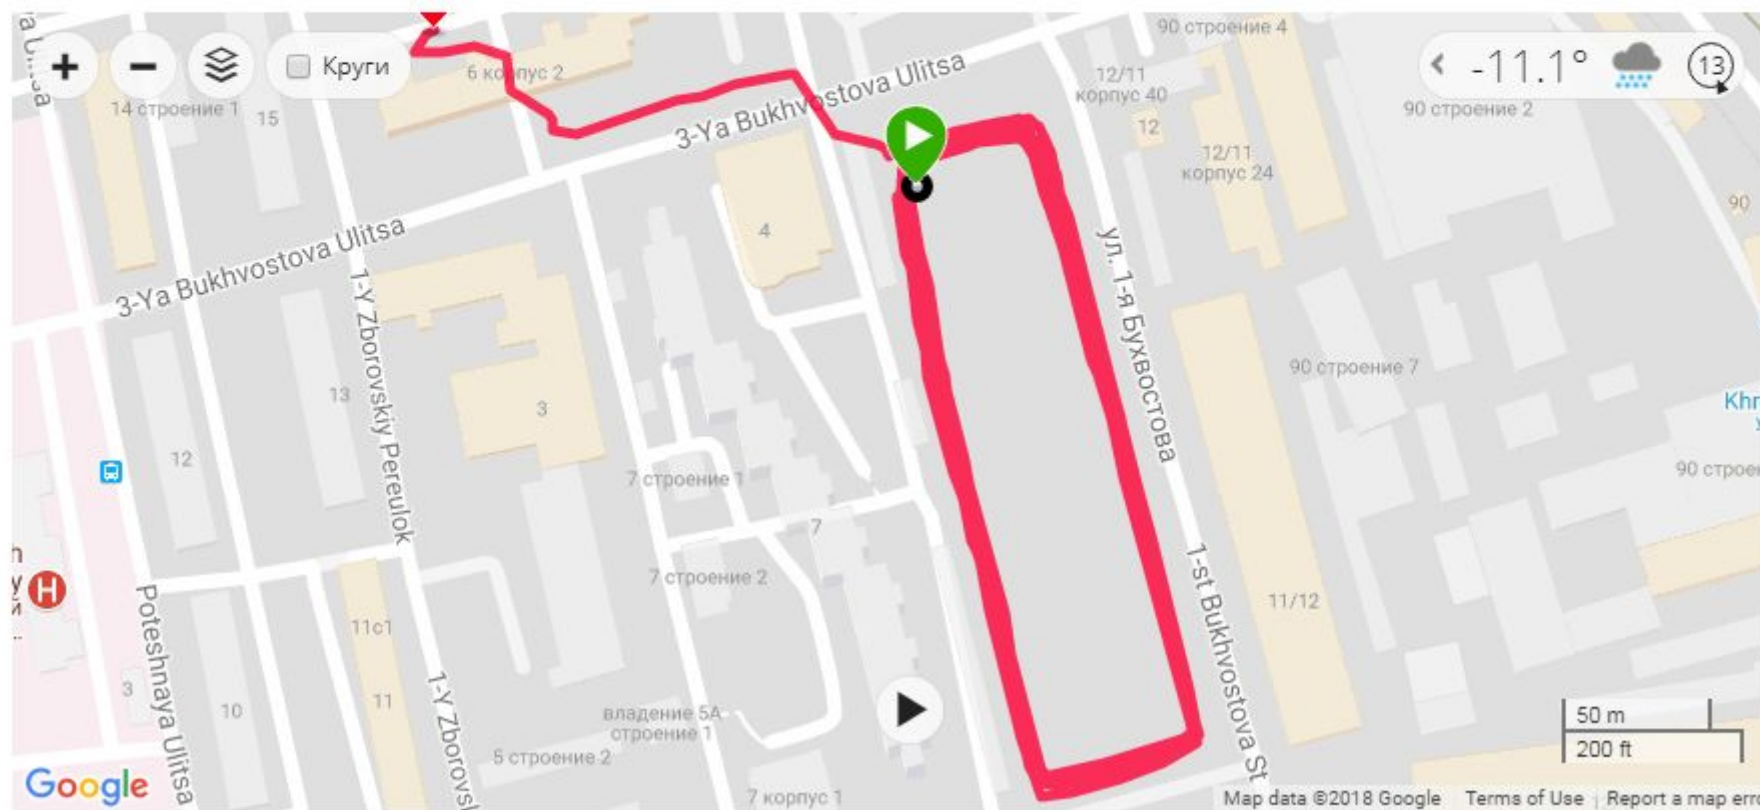 Круги
-11.1°
13
90 строение 4
6 корпус 2
14 строение 1
15
12/11
корпус 40
12
90 строение 2
3-Ya Bukhvostova Ulitsa
12/11
корпус 24
90
4
3-Ya Bukhvostova Ulitsa
1-Y Zborovskiy Pereulok
ул. 1-я Бухвостова
13
3
90 строение 7
12
7 строение 1
7
90
7 строение 2
1-st Bukhvostova St
11/12
H
Poteshnaya Ulitsa
11с1
3
10
11
владение 5А
строение 1
5 строение 2
50 m
200 ft
7 корпус 1
Google
Map data ©2018 Google
Terms of Use
Report a map